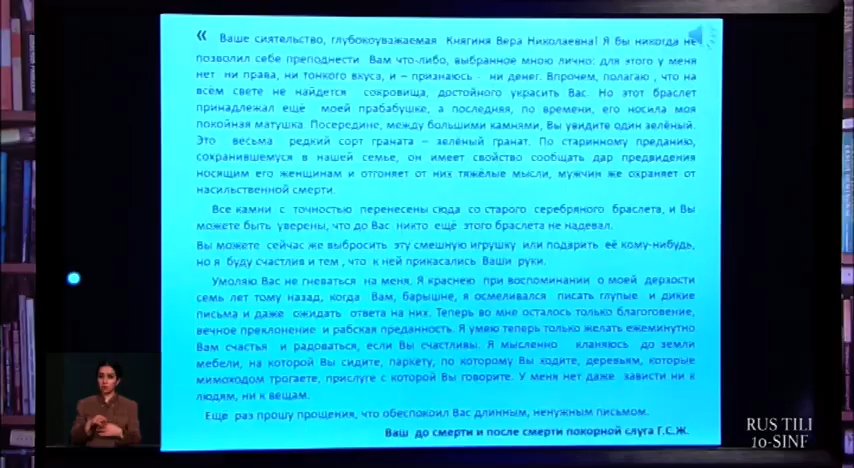 « Ваше сиятельство, глубокоуважаемая Княгиня Вера Николаевна! Я бы никогда не
позволил себе преподнести Вам что-либо, выбранное мною лично: для этого у меня
нет ни права, ни тонкого вкуса, и – признаюсь - ни денег. Впрочем, полагаю , что на
всём свете не найдется сокровища, достойного украсить Вас. Но этот браслет
принадлежал ещё моей прабабушке, а последняя, по времени, его носила моя
покойная матушка. Посередине, между большими камнями, Вы увидите один зелёный.
Это весьма редкий сорт граната – зелёный гранат. По старинному преданию,
сохранившемуся в нашей семье, он имеет свойство сообщать дар предвидения
носящим его женщинам и отгоняет от них тяжёлые мысли, мужчин же охраняет от
насильственной смерти.
Все камни с точностью перенесены сюда со старого серебряного браслета, и Вы
можете быть уверены, что до Вас никто ещё этого браслета не надевал.
Вы можете сейчас же выбросить эту смешную игрушку или подарить её кому-нибудь,
но я буду счастлив и тем , что к ней прикасались Ваши руки.
Умоляю Вас не гневаться на меня. Я краснею при воспоминании о моей дерзости
семь лет тому назад, когда Вам, барышне, я осмеливался писать глупые и дикие
письма и даже ожидать ответа на них. Теперь во мне осталось только благоговение,
вечное преклонение и рабская преданность. Я умею теперь только желать ежеминутно
Вам счастья и радоваться, если Вы счастливы. Я мысленно кланяюсь до земли
мебели, на которой Вы сидите, паркету, по которому Вы ходите, деревьям, которые
мимоходом трогаете, прислуге с которой Вы говорите. У меня нет даже зависти ни к
людям, ни к вещам.
Еще раз прошу прощения, что обеспокоил Вас длинным, ненужным письмом.
Ваш до смерти и после смерти покорной слуга Г.С.Ж.
RUS TILI
10-SINF